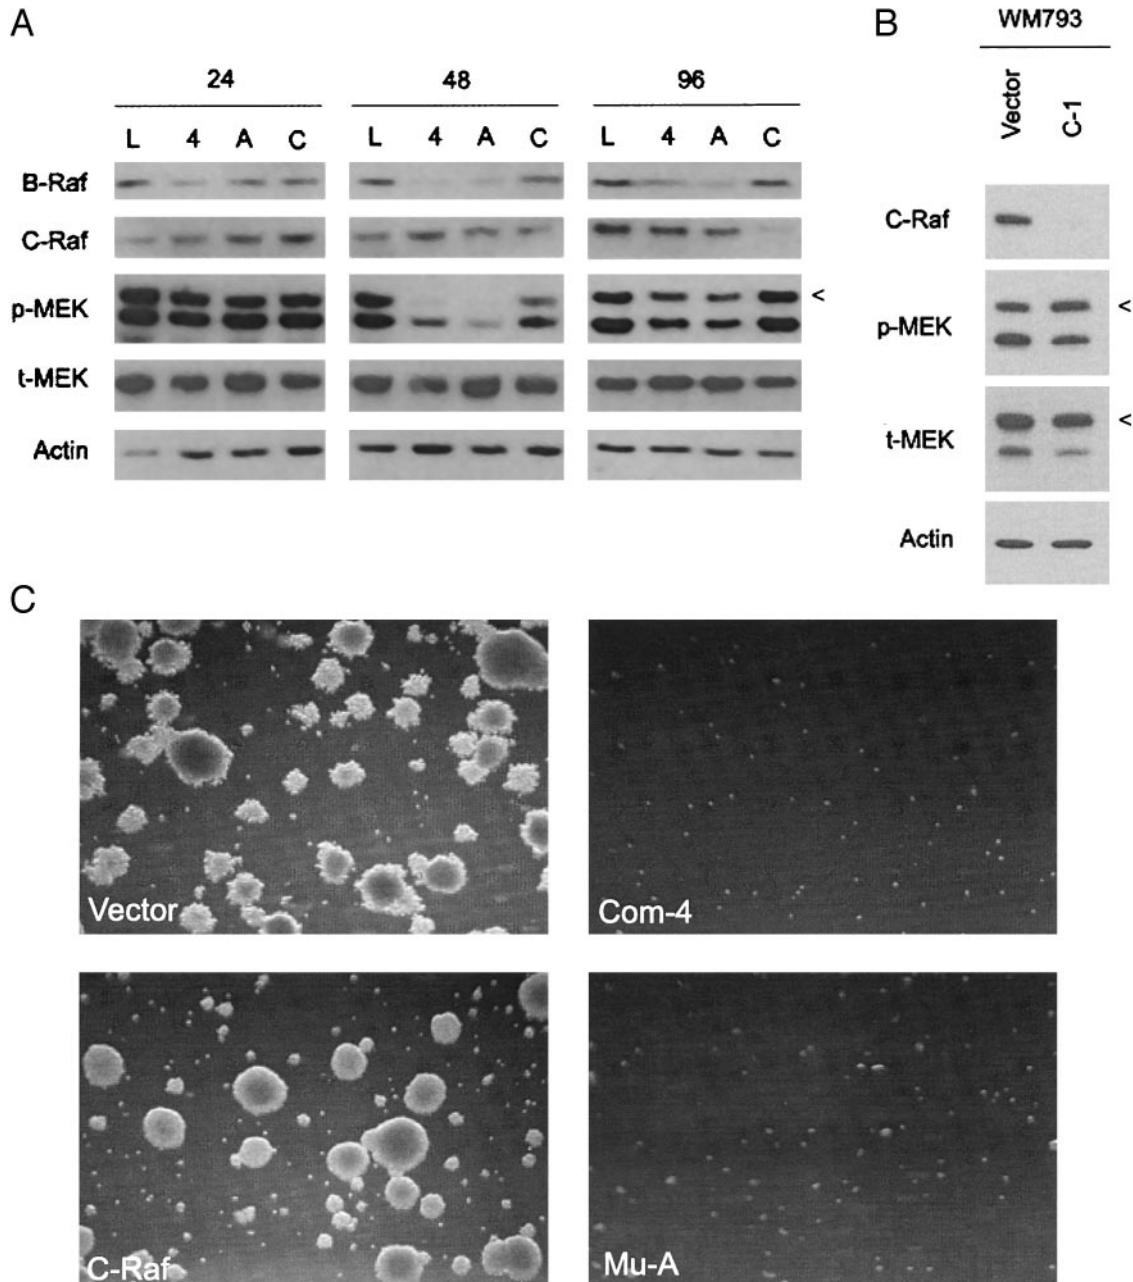 A
24 48 96
L 4 A C L 4 A C L 4 A C
B-Raf
C-Raf
p-MEK <
t-MEK
Actin
B
WM793
Vector C-1
C-Raf
p-MEK <
t-MEK <
Actin
C
Vector
Com-4
C-Raf
Mu-A